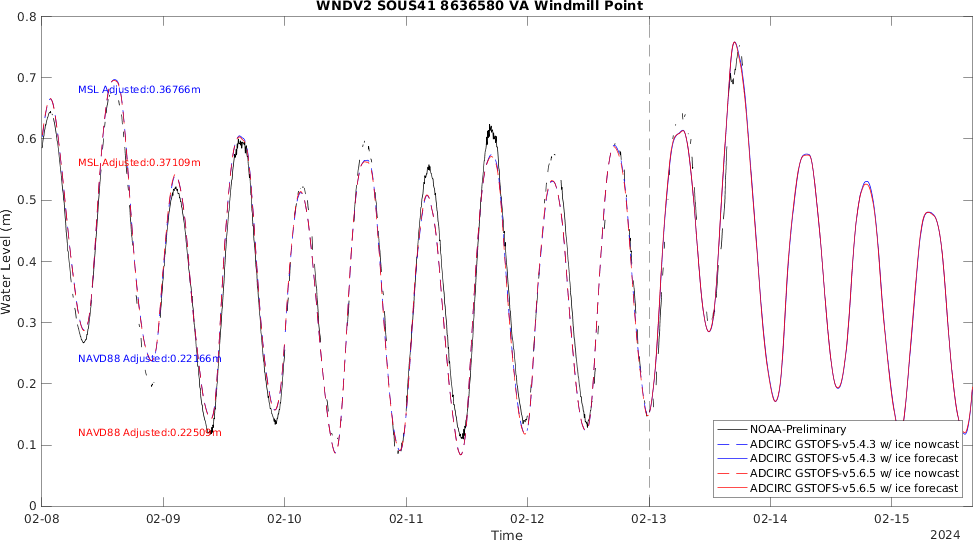 WNDV2 SOUS41 8636580 VA Windmill Point
0.8
0.7
0.6
0.5
0.4
0.3
0.2
0.1
0
Water Level (m)
MSL Adjusted:0.36766m
MSL Adjusted:0.37109m
NAVD88 Adjusted:0.22166m
NAVD88 Adjusted:0.22509m
NOAA-Preliminary
ADCIRC GSTOFS-v5.4.3 w/ ice nowcast
ADCIRC GSTOFS-v5.4.3 w/ ice forecast
ADCIRC GSTOFS-v5.6.5 w/ ice nowcast
ADCIRC GSTOFS-v5.6.5 w/ ice forecast
02-08 02-09 02-10 02-11 02-12 02-13 02-14 02-15
Time
2024